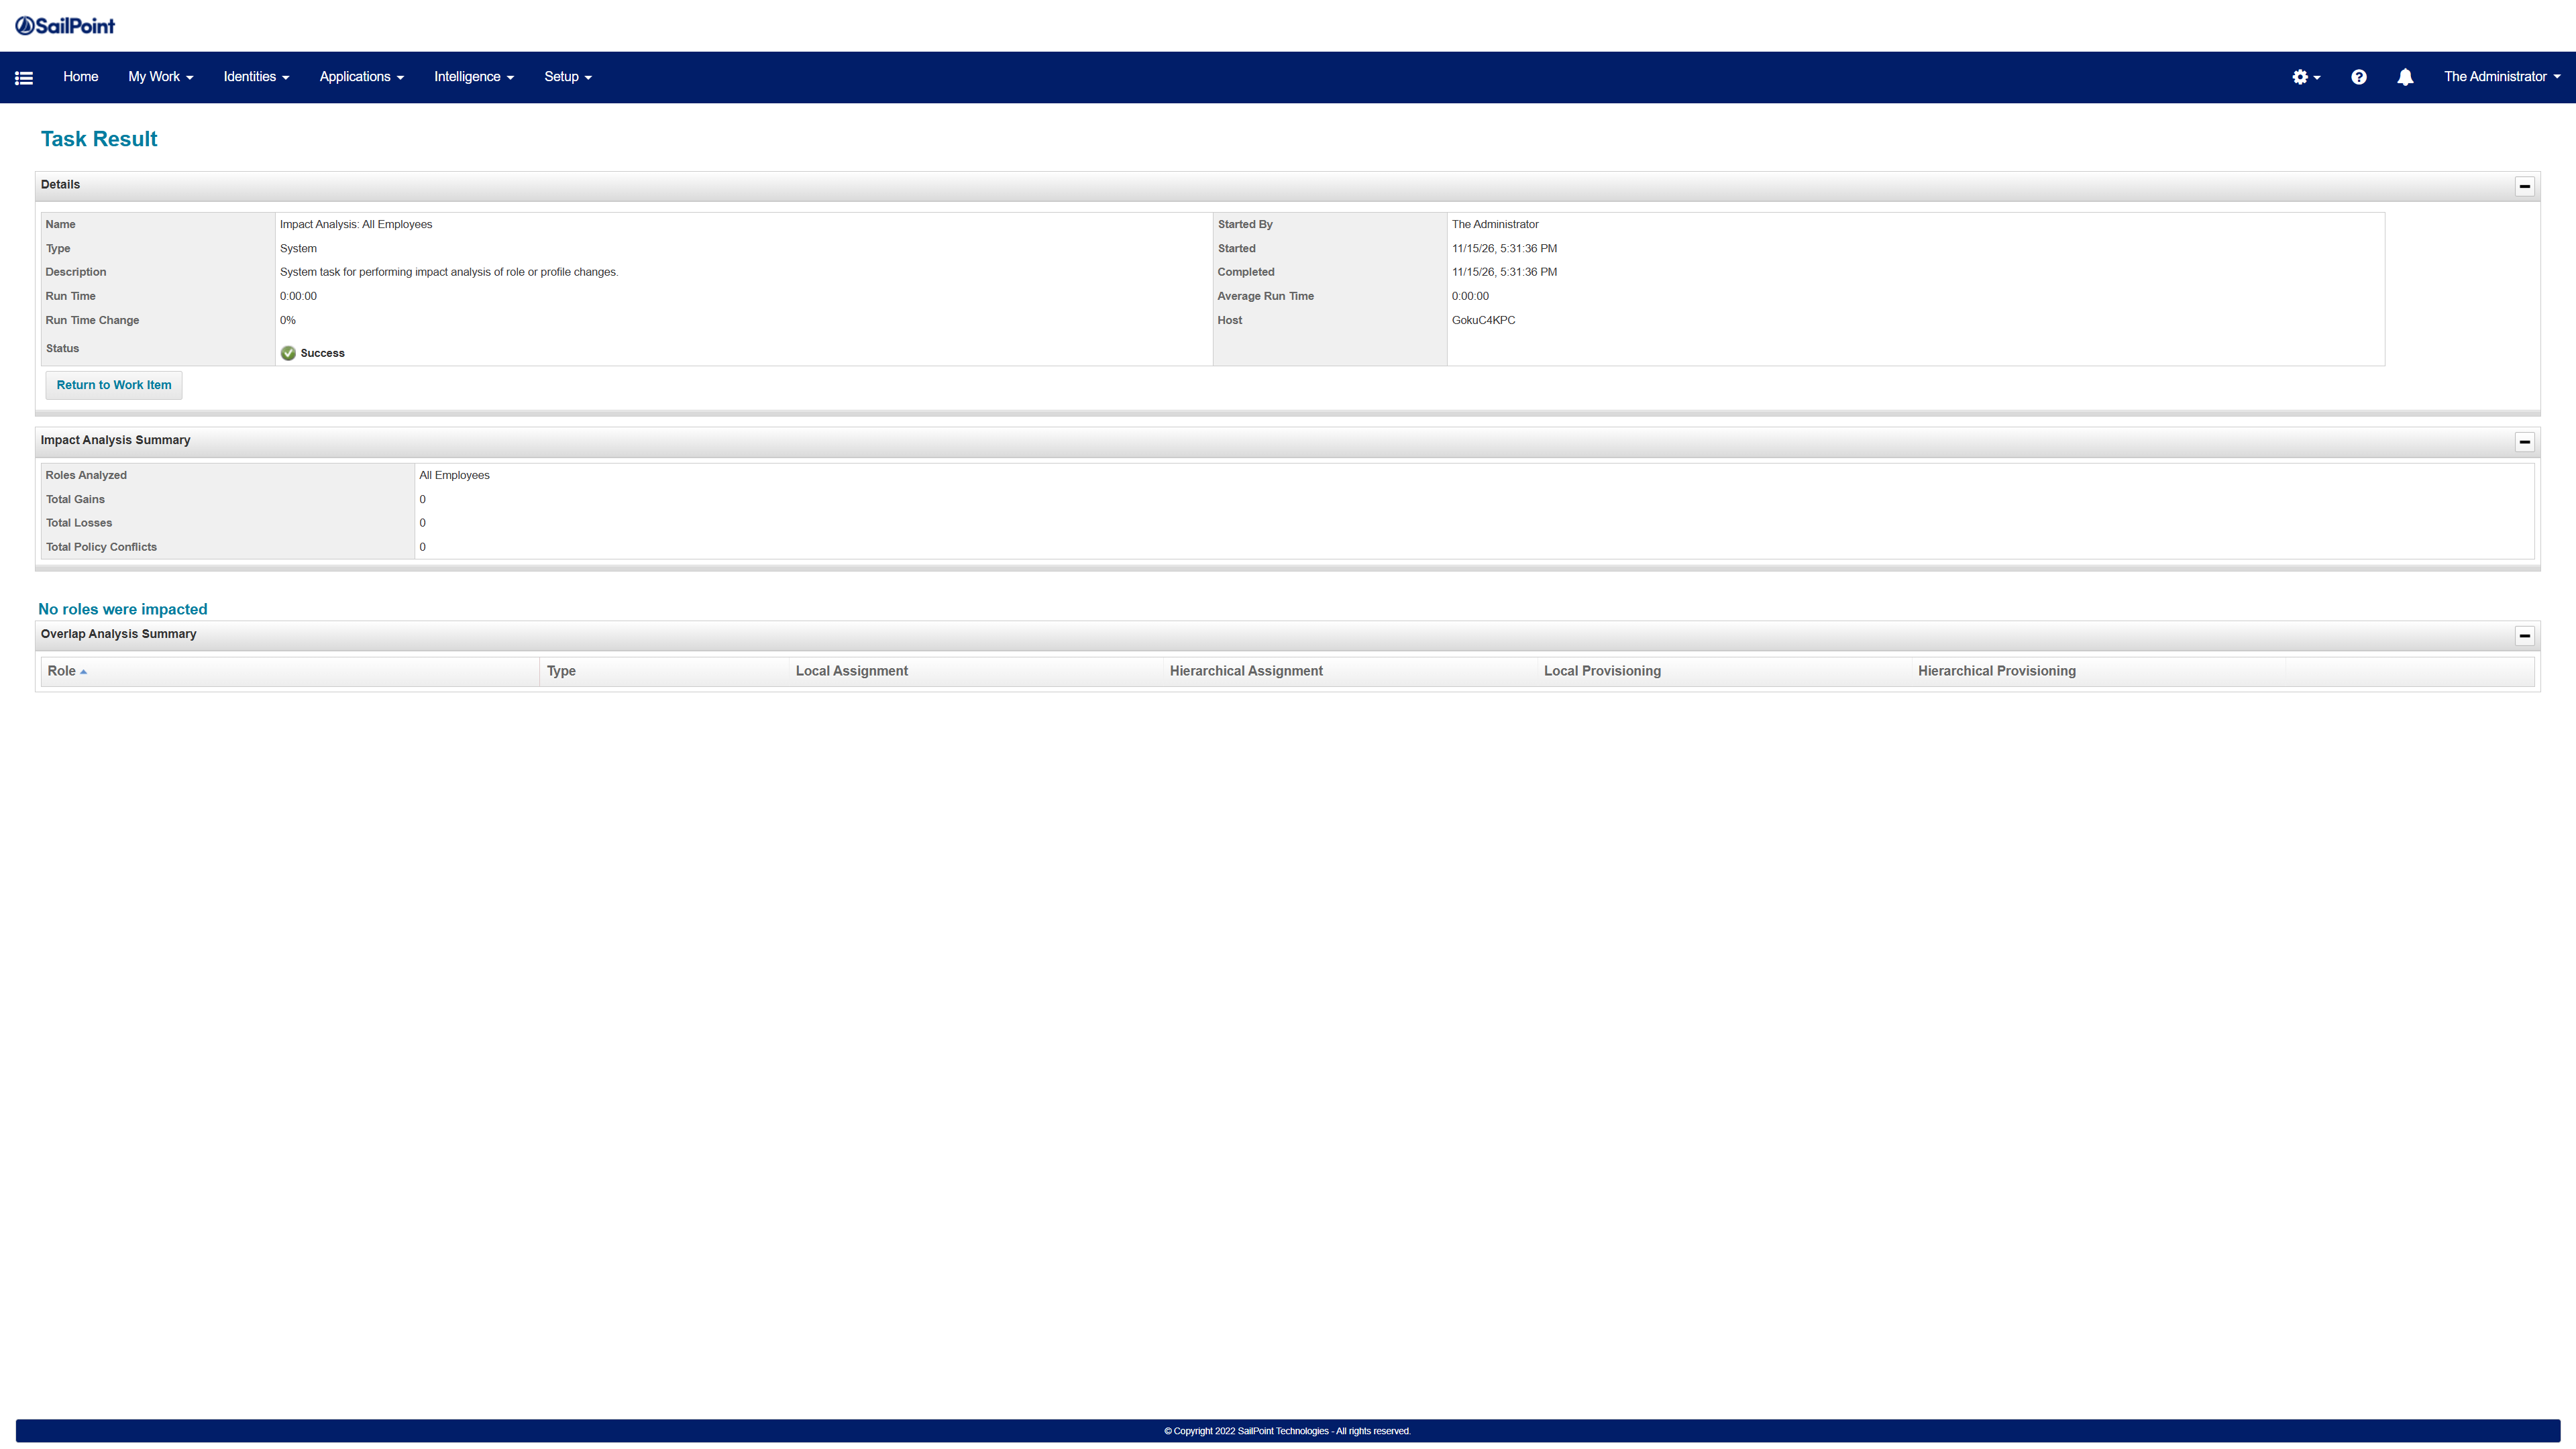 SailPoint
Home My Work Identities Applications Intelligence Setup The Administrator
Task Result
Details
Name Impact Analysis: All Employees Started By The Administrator
Type System Started 11/15/26, 5:31:36 PM
Description System task for performing impact analysis of role or profile changes. Completed 11/15/26, 5:31:36 PM
Run Time 0:00:00 Average Run Time 0:00:00
Run Time Change 0% Host GokuC4KPC
Status Success
Return to Work Item
Impact Analysis Summary
Roles Analyzed All Employees
Total Gains 0
Total Losses 0
Total Policy Conflicts 0
No roles were impacted
Overlap Analysis Summary
Role Type Local Assignment Hierarchical Assignment Local Provisioning Hierarchical Provisioning
© Copyright 2022 SailPoint Technologies - All rights reserved.